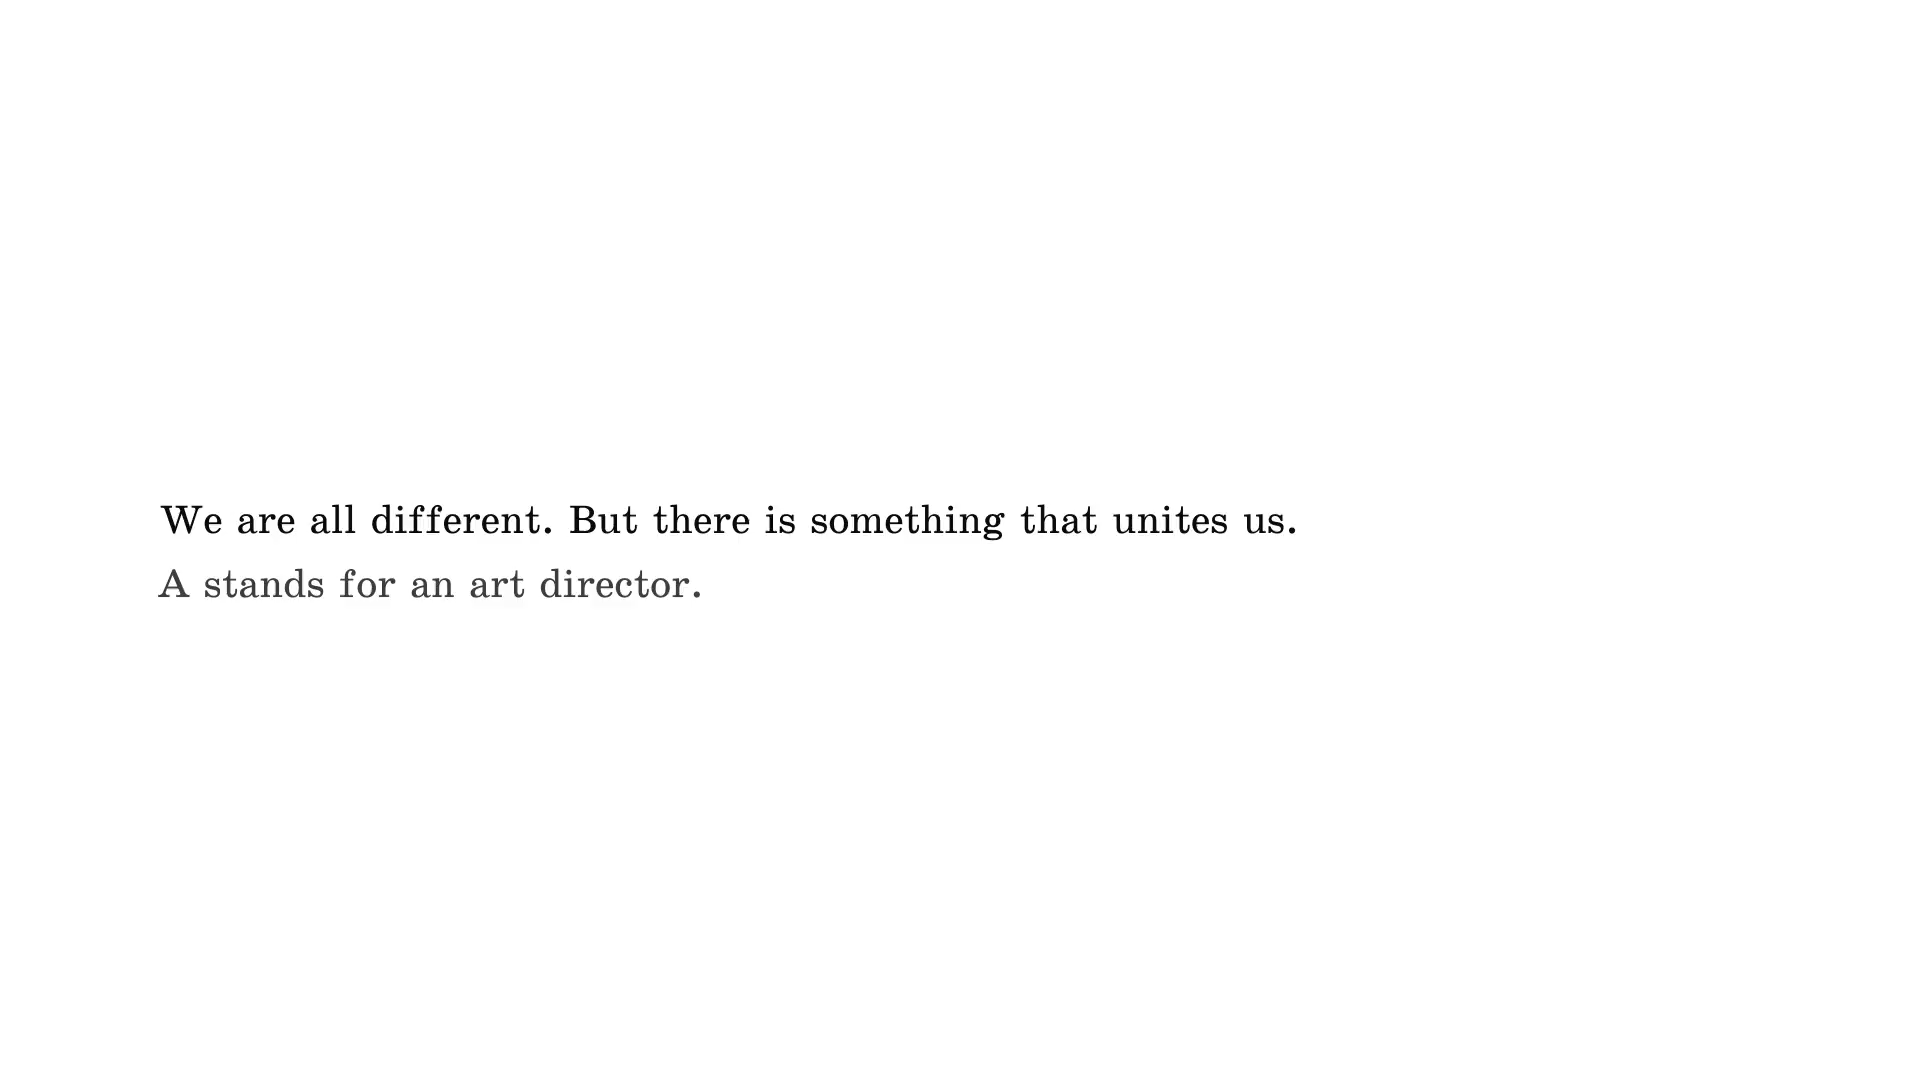 We are all different. But there is something that unites us.
A stands for an art director.